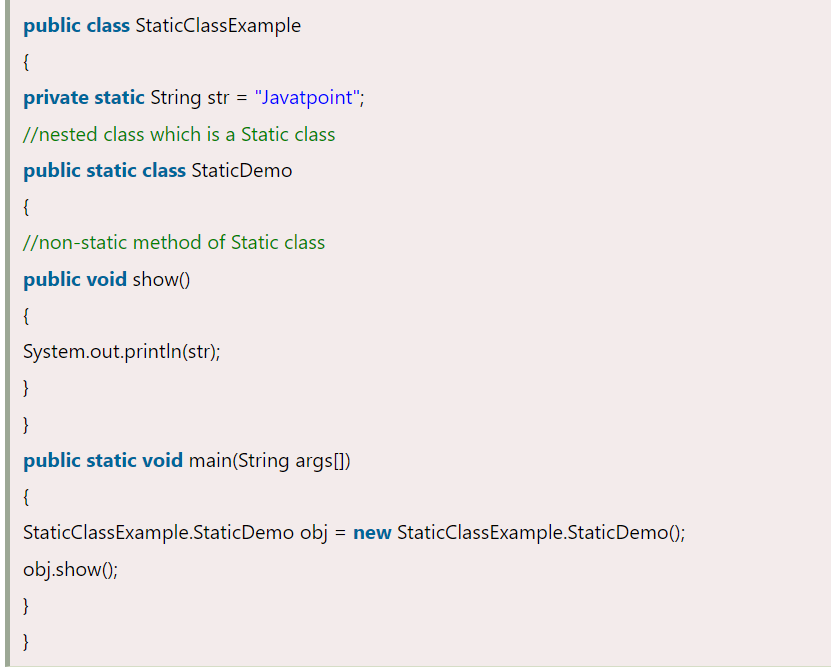 public class StaticClassExample
{
private static String str = "Javatpoint";
//nested class which is a Static class
public static class StaticDemo
{
//non-static method of Static class
public void show()
{
System.out.println(str);
}
}
public static void main(String args[])
{
StaticClassExample.StaticDemo obj = new StaticClassExample.StaticDemo();
obj.show();
}
}